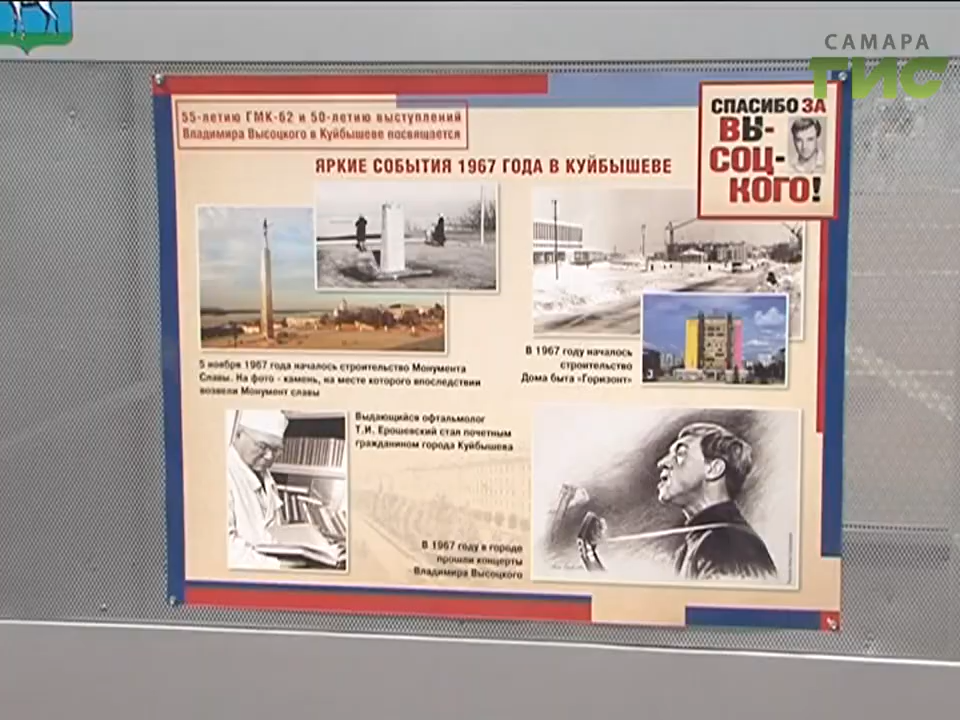 САМАРА
ГИС
55-летию ГМК-62 и 50-летию выступлений
Владимира Высоцкого в Куйбышеве посвящается
СПАСИБО ЗА
ВЫ-
СОЦ-
КОГО!
ЯРКИЕ СОБЫТИЯ 1967 ГОДА В КУЙБЫШЕВЕ
5 ноября 1967 года началось строительство Монумента
Славы. На фото - камень, на месте которого впоследствии
возвели Монумент славы
В 1967 году началось
строительство
Дома быта «Горизонт»
Выдающийся офтальмолог
Т.И. Ерошевский стал почетным
гражданином города Куйбышева
В 1967 году в городе
прошли концерты
Владимира Высоцкого